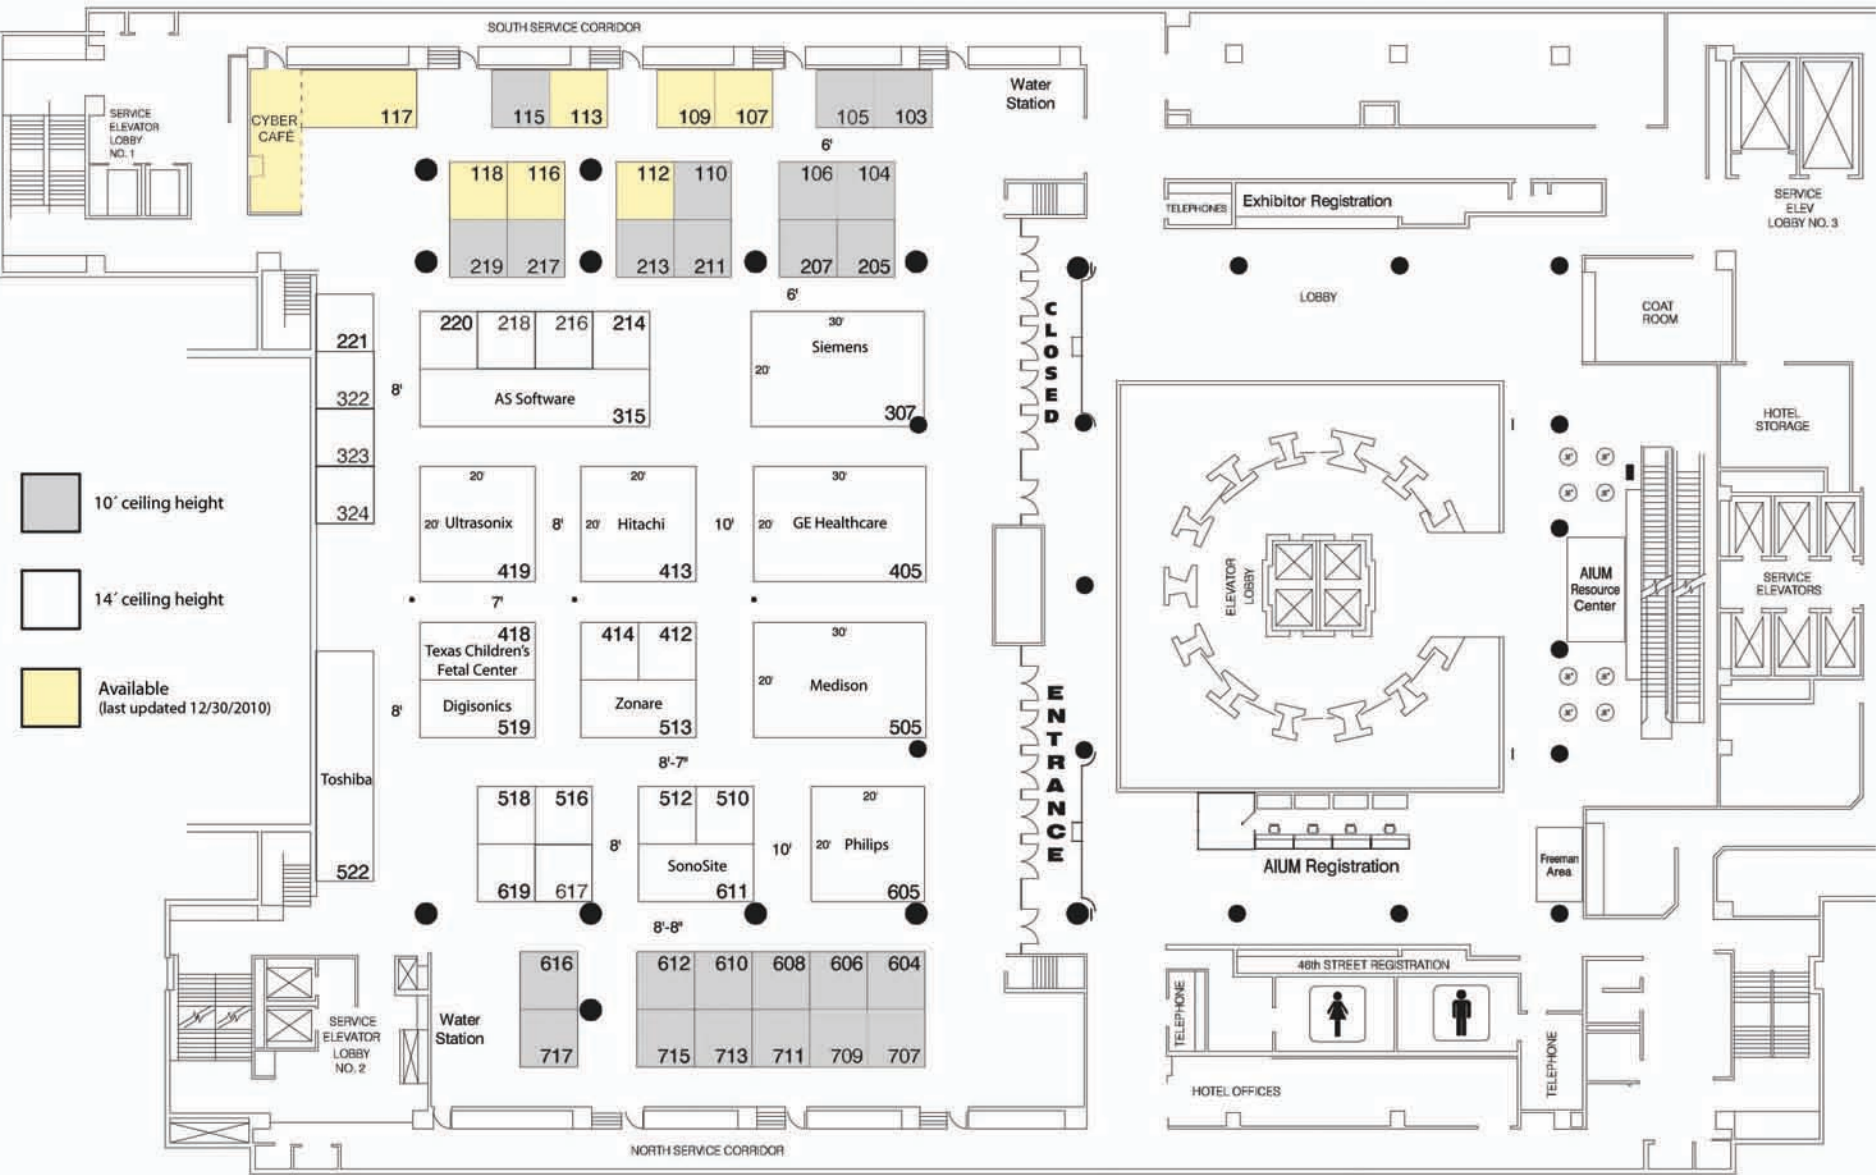 SOUTH SERVICE CORRIDOR
Water
Station
SERVICE
ELEVATOR
LOBBY
NO. 1
CYBER
CAFÉ
117
115
113
109
107
105
103
6'
118
116
112
110
106
104
219
217
213
211
207
205
6'
TELEPHONES
Exhibitor Registration
SERVICE
ELEV
LOBBY NO. 3
LOBBY
COAT
ROOM
CLOSED
221
322
323
324
8'
220
218
216
214
AS Software
315
30'
Siemens
20'
307
HOTEL
STORAGE
10´ ceiling height
14´ ceiling height
Available
(last updated 12/30/2010)
20'
20'
Ultrasonix
419
8'
20'
20'
Hitachi
413
10'
30'
20'
GE Healthcare
405
7'
ELEVATOR
LOBBY
AIUM
Resource
Center
SERVICE
ELEVATORS
418
Texas Children's
Fetal Center
Digisonics
519
8'
414
412
Zonare
513
30'
20'
Medison
505
8'-7"
ENTRANCE
Toshiba
522
518
516
619
617
8'
512
510
SonoSite
611
10'
20'
20'
Philips
605
8'-8"
AIUM Registration
Freeman
Area
616
717
612
610
608
606
604
715
713
711
709
707
SERVICE
ELEVATOR
LOBBY
NO. 2
Water
Station
46th STREET REGISTRATION
TELEPHONE
TELEPHONE
HOTEL OFFICES
NORTH SERVICE CORRIDOR